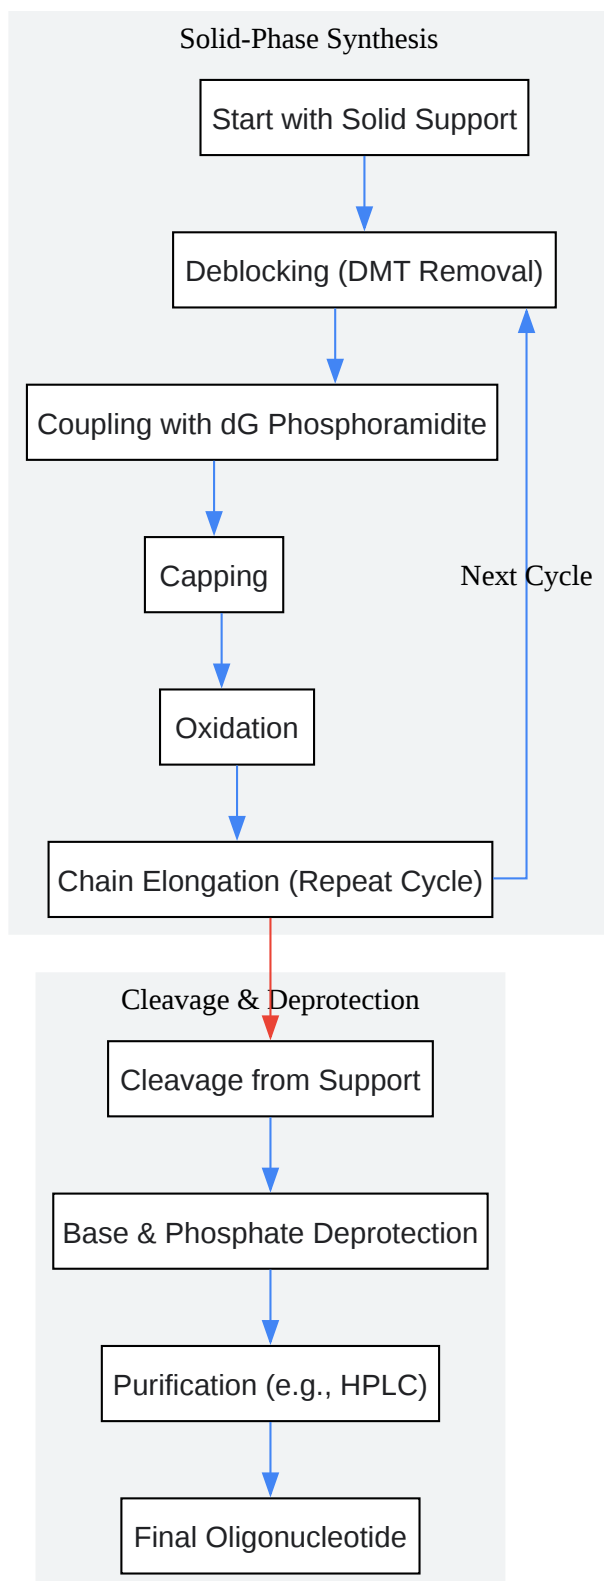 Solid-Phase Synthesis
Start with Solid Support
Deblocking (DMT Removal)
Coupling with dG Phosphoramidite
Capping
Next Cycle
Oxidation
Chain Elongation (Repeat Cycle)
Cleavage & Deprotection
Cleavage from Support
Base & Phosphate Deprotection
Purification (e.g., HPLC)
Final Oligonucleotide